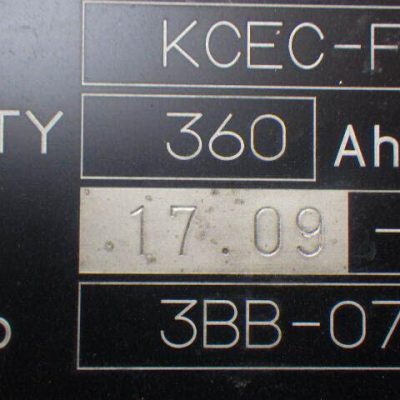 KCEC-F
TY 360 Ah
17 09 -
3BB-07